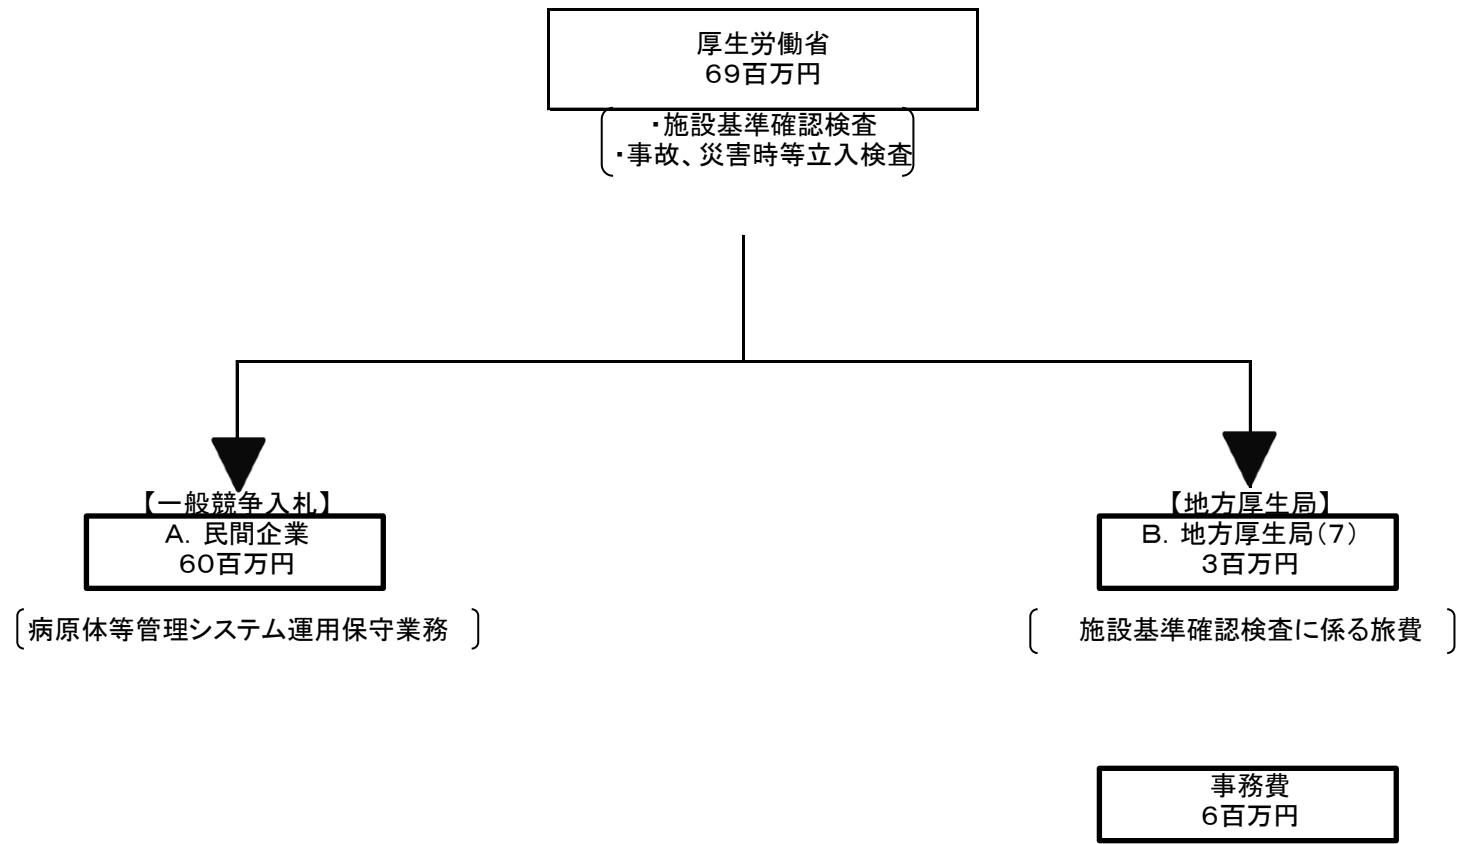 厚生労働省
６９百万円
・施設基準確認検査
・事故、災害時等立入検査
【一般競争入札】
Ａ．民間企業
６０百万円
病原体等管理システム運用保守業務
【地方厚生局】
Ｂ．地方厚生局（７）
３百万円
施設基準確認検査に係る旅費
事務費
６百万円